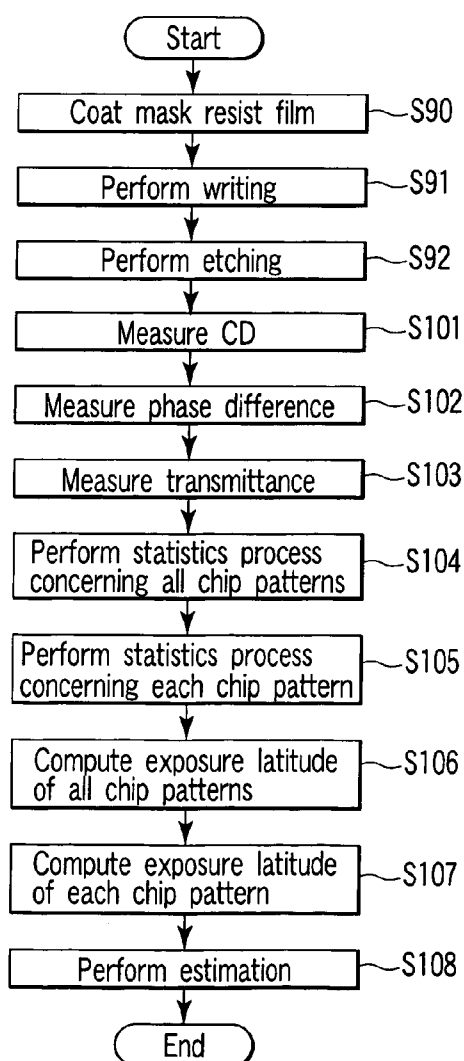 Start
Coat mask resist film S90
Perform writing S91
Perform etching S92
Measure CD S101
Measure phase difference S102
Measure transmittance S103
Perform statistics process
concerning all chip patterns S104
Perform statistics process
concerning each chip pattern S105
Compute exposure latitude
of all chip patterns S106
Compute exposure latitude
of each chip pattern S107
Perform estimation S108
End